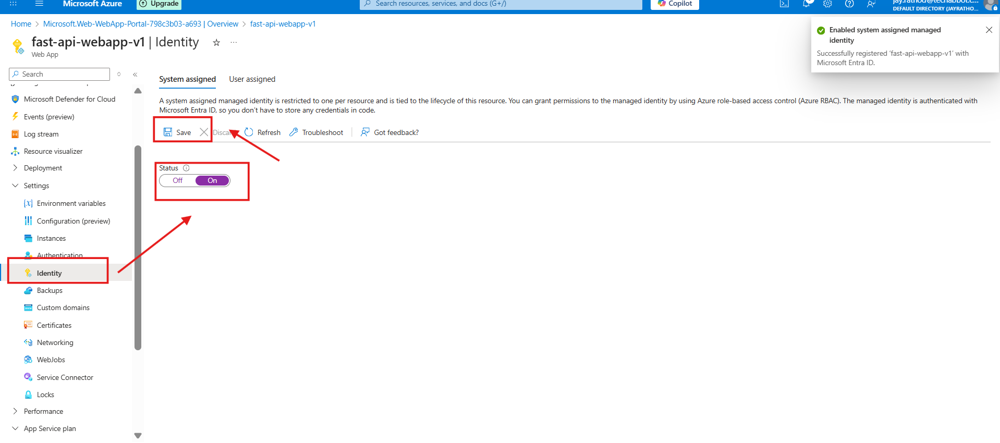 Microsoft Azure
Upgrade
Search resources, services, and docs (G+/)
Copilot
jay.rathod@techabbot.c...
DEFAULT DIRECTORY (JAYRATHO...
Home > Microsoft.Web-WebApp-Portal-798c3b03-a693 | Overview > fast-api-webapp-v1
fast-api-webapp-v1 | Identity
Web App
Enabled system assigned managed
identity
Successfully registered 'fast-api-webapp-v1' with
Microsoft Entra ID.
Search
Microsoft Defender for Cloud
Events (preview)
Log stream
Resource visualizer
Deployment
Settings
Environment variables
Configuration (preview)
Instances
Authentication
Identity
Backups
Custom domains
Certificates
Networking
WebJobs
Service Connector
Locks
Performance
App Service plan
System assigned User assigned
A system assigned managed identity is restricted to one per resource and is tied to the lifecycle of this resource. You can grant permissions to the managed identity by using Azure role-based access control (Azure RBAC). The managed identity is authenticated with
Microsoft Entra ID, so you don't have to store any credentials in code.
Save Discard Refresh Troubleshoot Got feedback?
Status
Off On